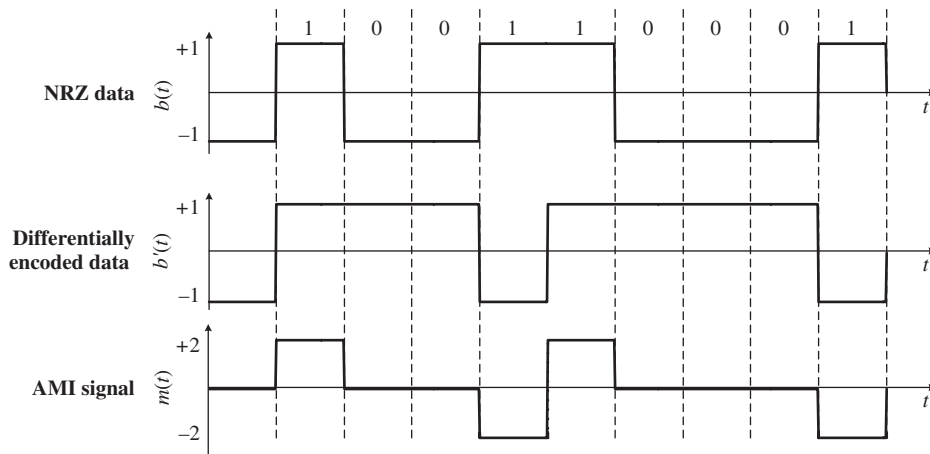 1 0 0 1 1 0 0 0 1
+1
NRZ data
b(t)
t
−1
+1
Differentially
encoded data
b'(t)
t
−1
+2
AMI signal
m(t)
t
−2